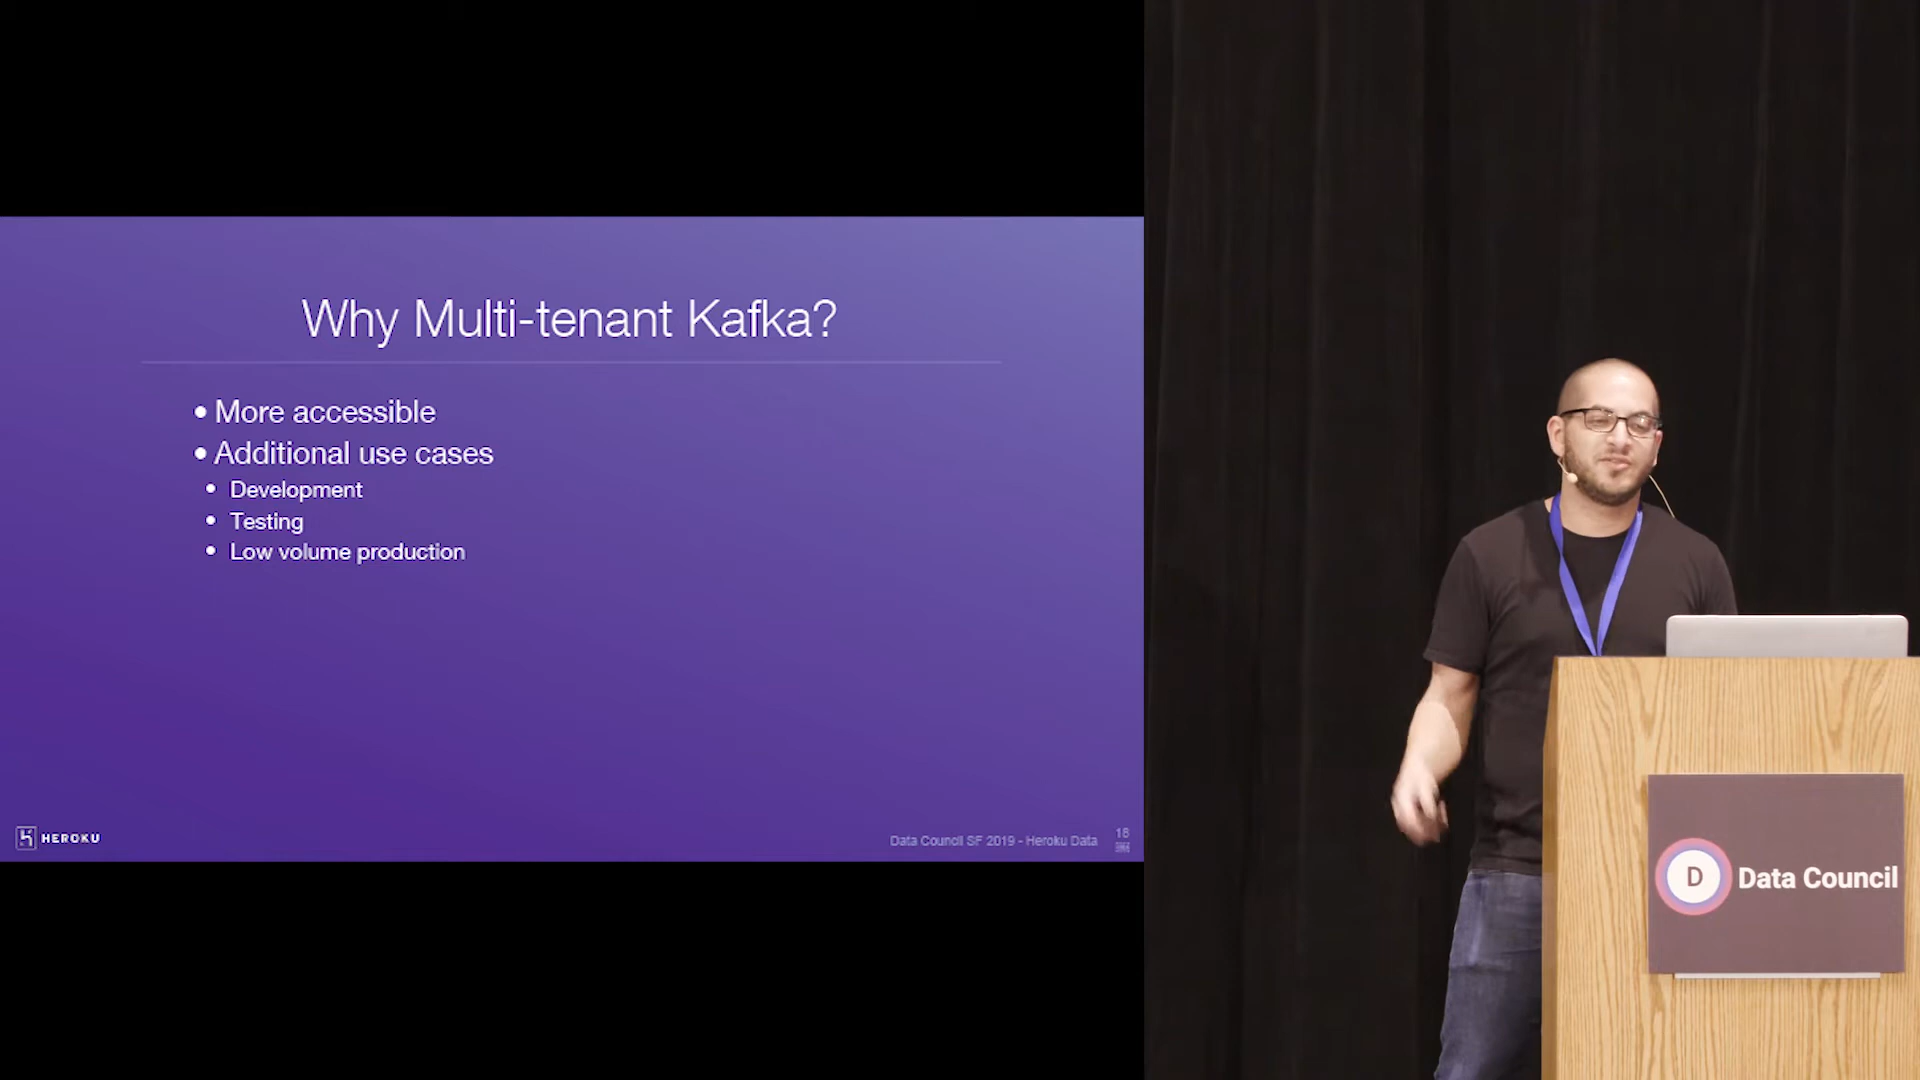 Why Multi-tenant Kafka?
• More accessible
• Additional use cases
• Development
• Testing
• Low volume production
HEROKU
Data Council SF 2019 - Heroku Data
D Data Council